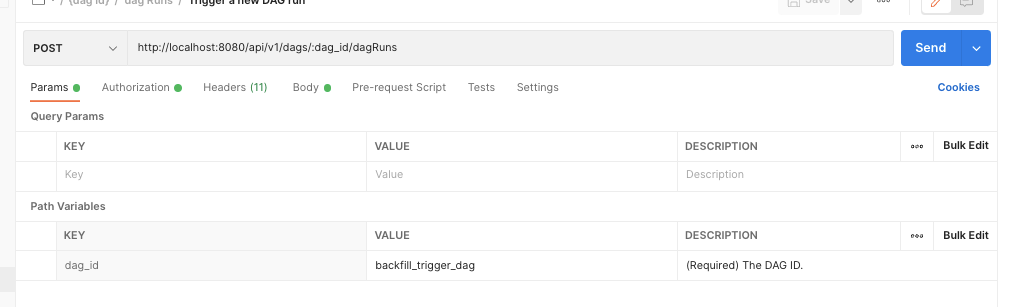 / {dag id} / dag Runs / Trigger a new DAG run
Save
POST
http://localhost:8080/api/v1/dags/:dag_id/dagRuns
Send
Params Authorization Headers (11) Body Pre-request Script Tests Settings Cookies
Query Params
KEY VALUE DESCRIPTION Bulk Edit
Key Value Description
Path Variables
KEY VALUE DESCRIPTION Bulk Edit
dag_id backfill_trigger_dag (Required) The DAG ID.